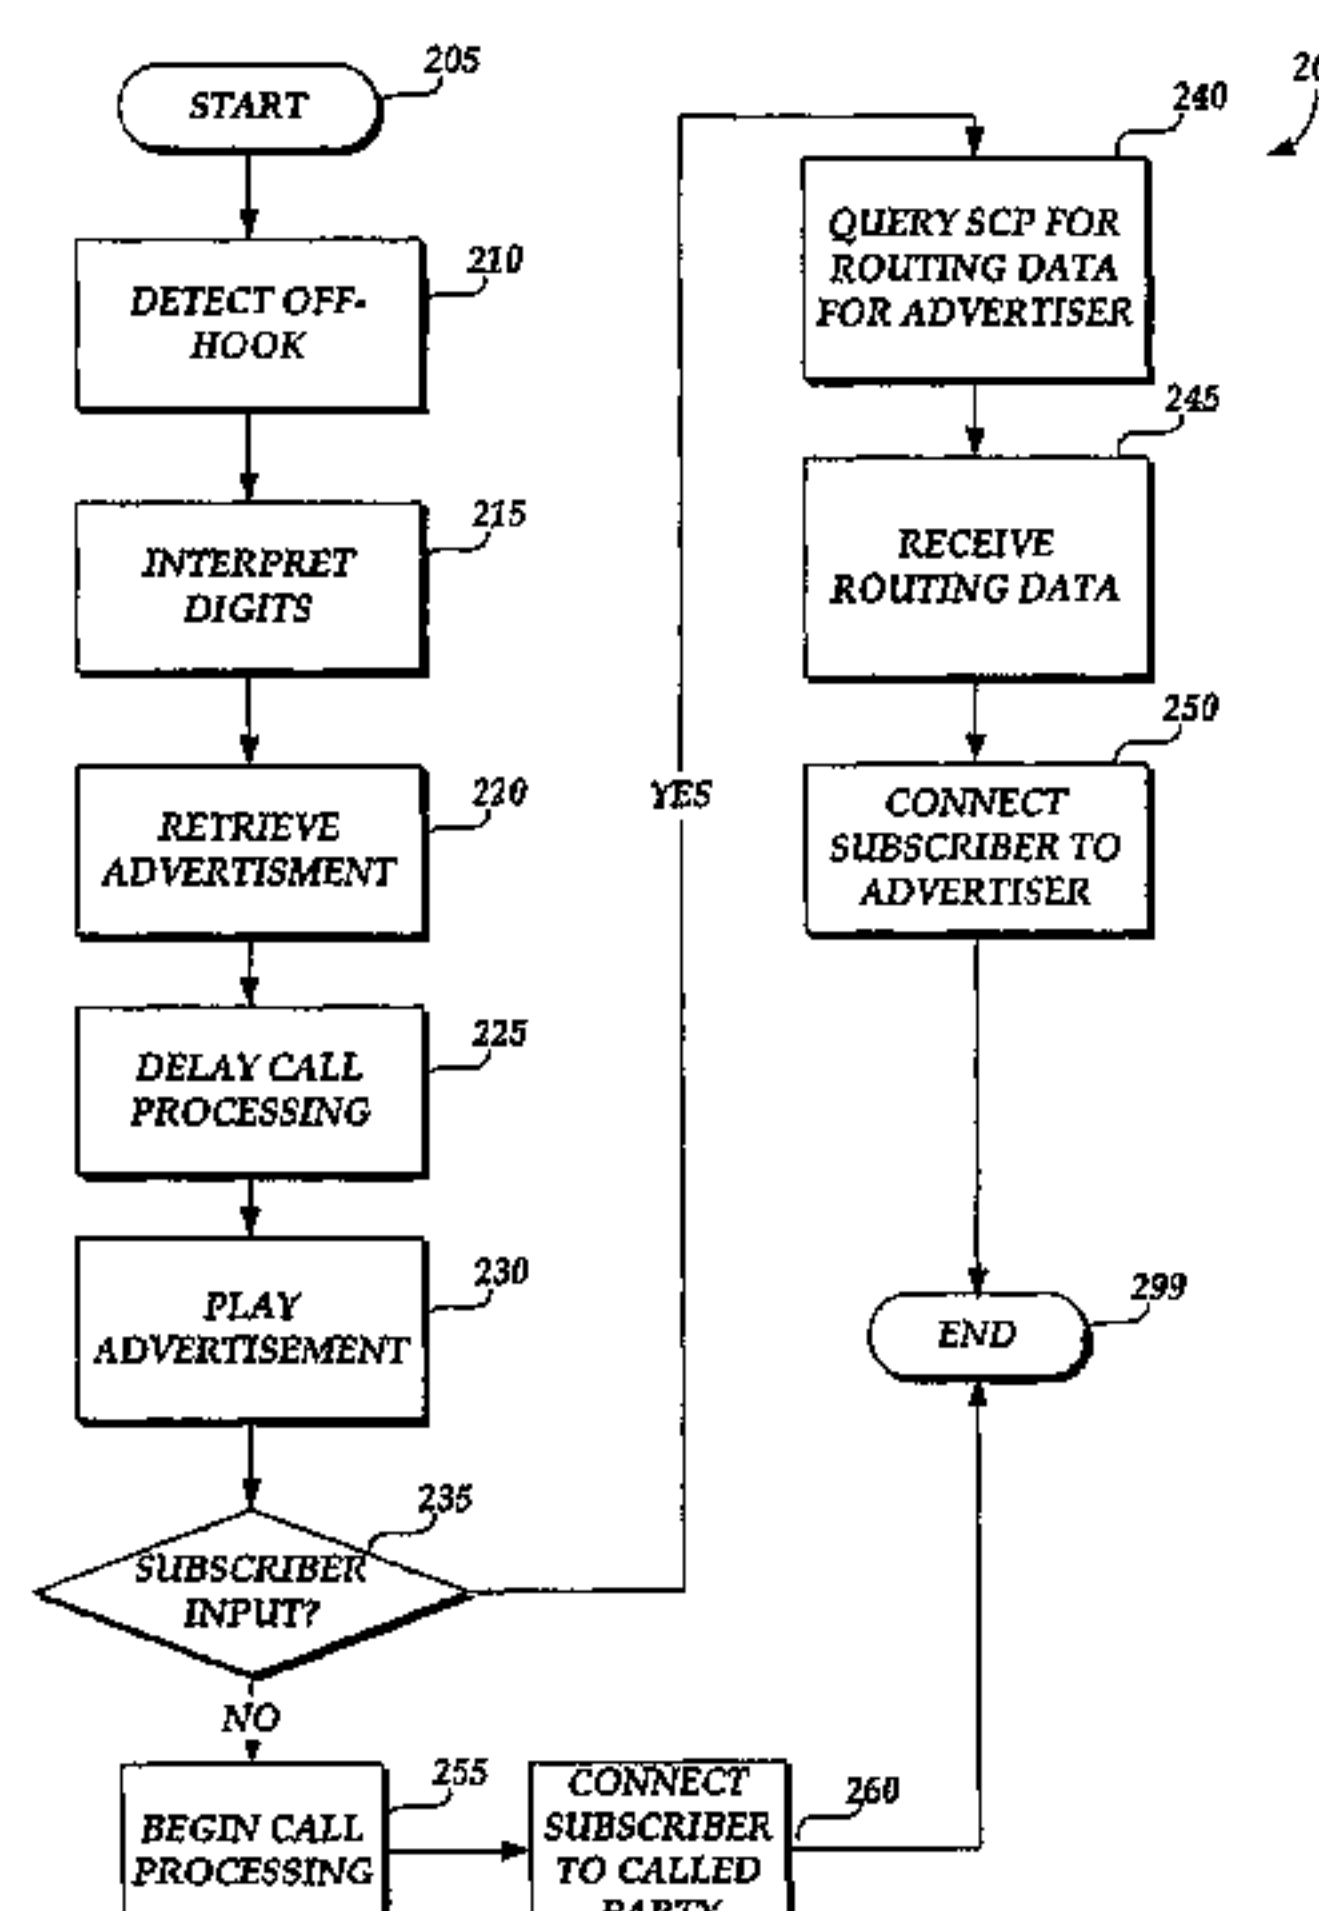 START
205
DETECT OFF-
HOOK
210
INTERPRET
DIGITS
215
RETRIEVE
ADVERTISMENT
220
DELAY CALL
PROCESSING
225
PLAY
ADVERTISEMENT
230
SUBSCRIBER
INPUT?
235
YES
NO
QUERY SCP FOR
ROUTING DATA
FOR ADVERTISER
240
RECEIVE
ROUTING DATA
245
CONNECT
SUBSCRIBER TO
ADVERTISER
250
END
299
BEGIN CALL
PROCESSING
255
CONNECT
SUBSCRIBER
TO CALLED
PARTY
260